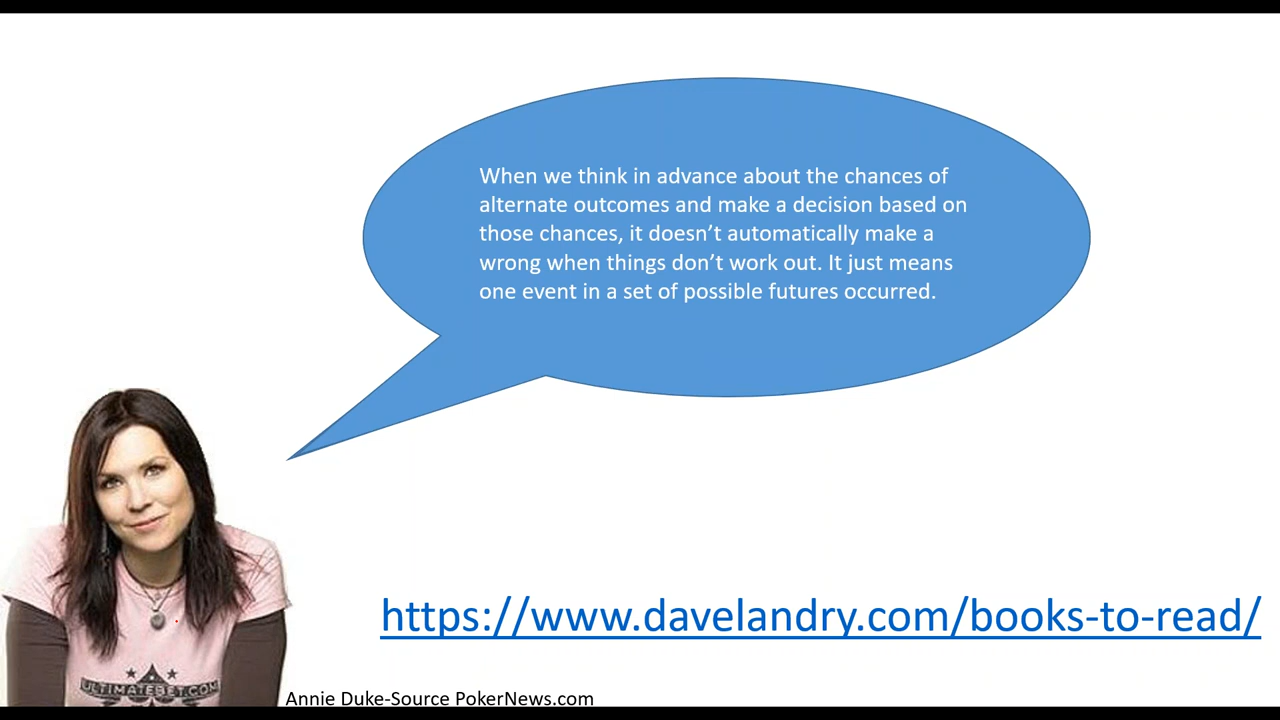 When we think in advance about the chances of
alternate outcomes and make a decision based on
those chances, it doesn’t automatically make a
wrong when things don’t work out. It just means
one event in a set of possible futures occurred.
https://www.davelandry.com/books-to-read/
ULTIMATEBET.COM
Annie Duke-Source PokerNews.com